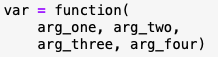 var = function(
    arg_one, arg_two,
    arg_three, arg_four)